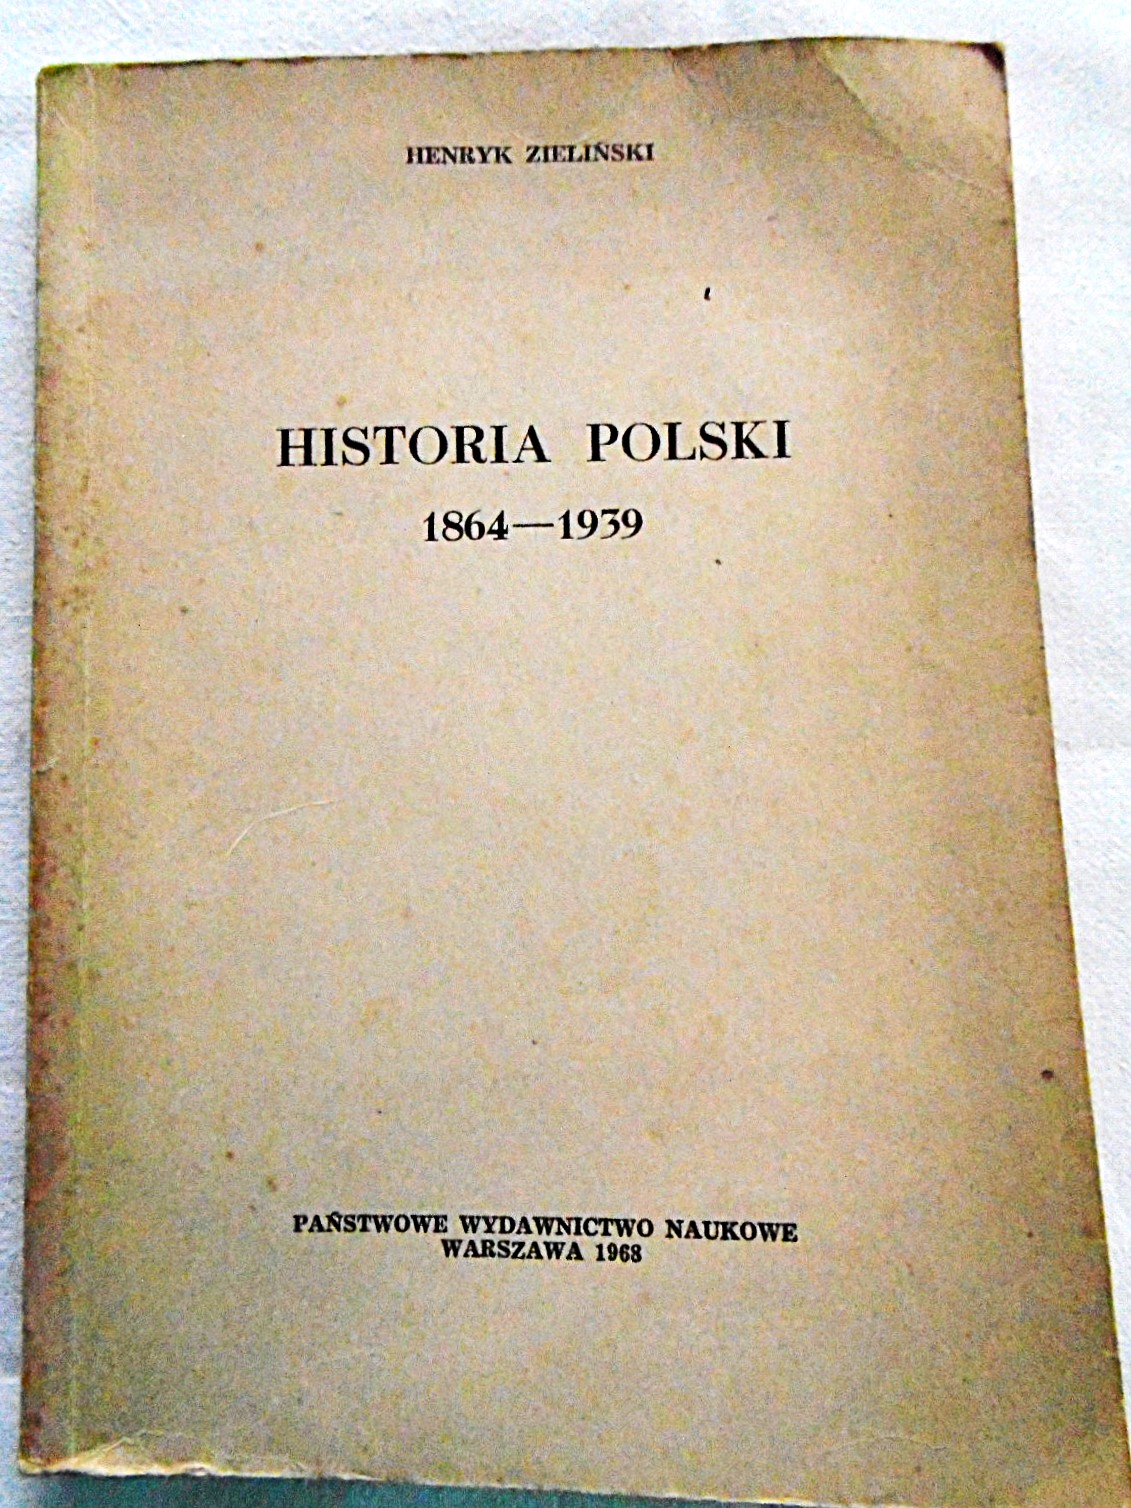 HENRYK ZIELIŃSKI
HISTORIA POLSKI
1864—1939
PAŃSTWOWE WYDAWNICTWO NAUKOWE
WARSZAWA 1968